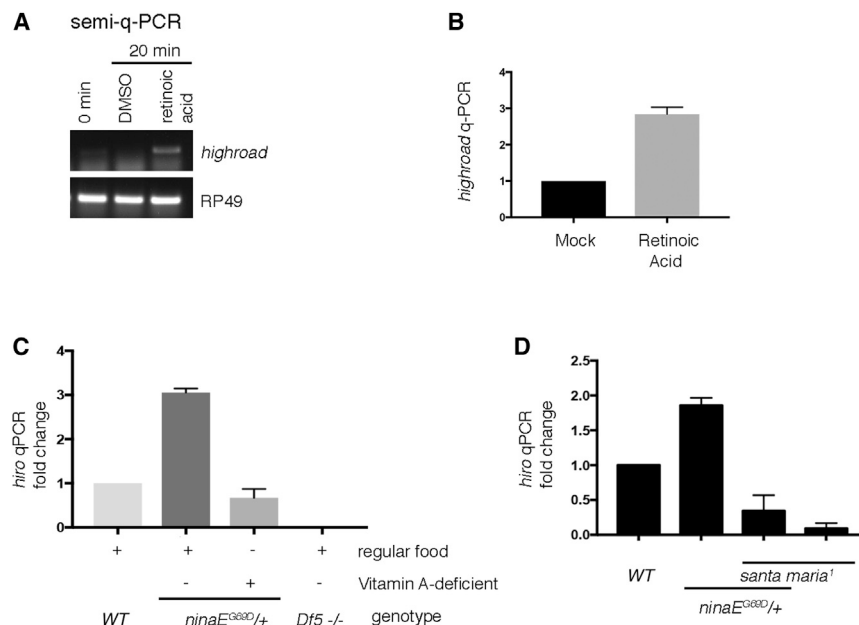 A
semi-q-PCR
20 min
0 min
DMSO
retinoic
acid
highroad
RP49
B
highroad q-PCR
4
3
2
1
0
Mock
Retinoic
Acid
C
hiro qPCR
fold change
4
3
2
1
0
+ + - + regular food
- + - Vitamin A-deficient
WT ninaE^G69D/+ Df5 -/- genotype
D
hiro qPCR
fold change
2.5
2.0
1.5
1.0
0.5
0.0
WT santa maria¹
ninaE^G69D/+